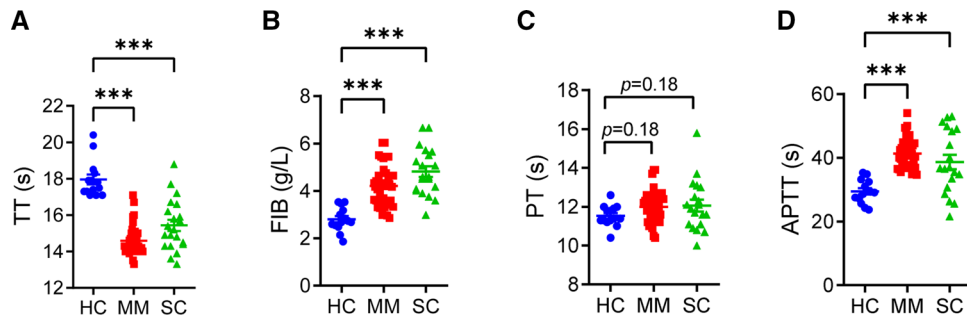 A
***
***
TT (s)
22
20
18
16
14
12
HC MM SC
B
***
***
FIB (g/L)
8
6
4
2
0
HC MM SC
C
p=0.18
p=0.18
PT (s)
18
16
14
12
10
8
HC MM SC
D
***
***
APTT (s)
60
40
20
0
HC MM SC